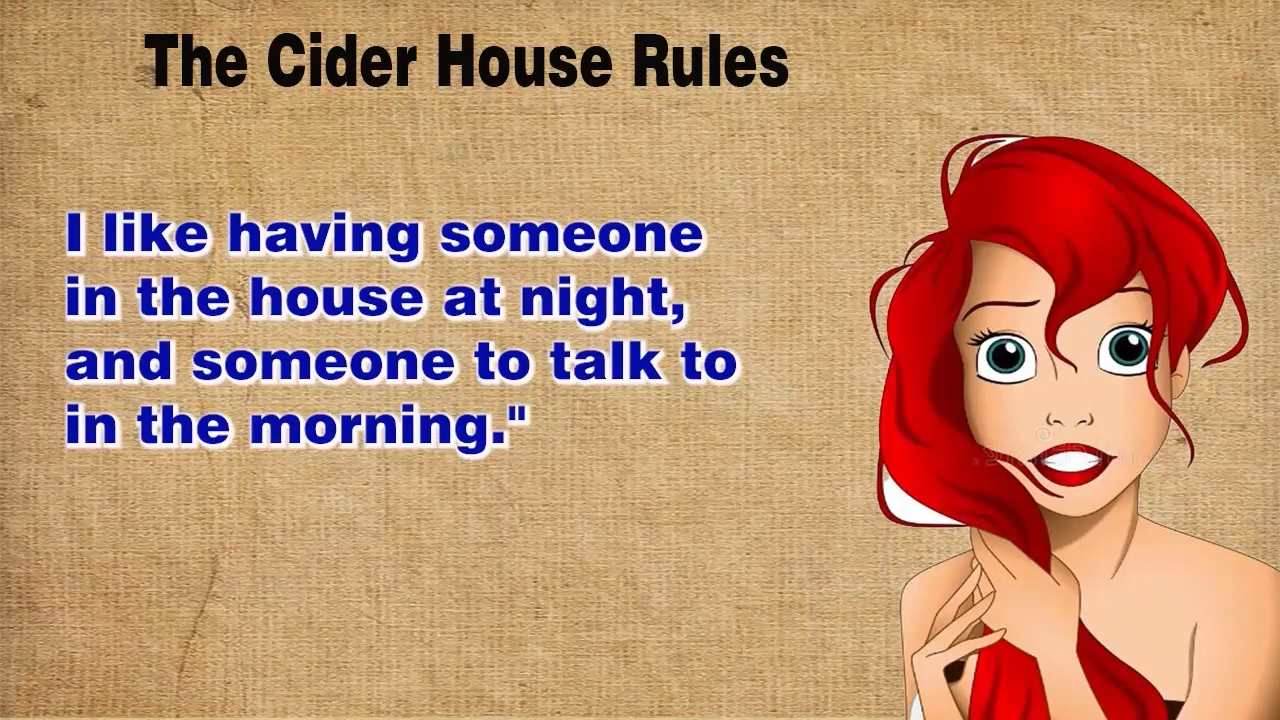 The Cider House Rules
I like having someone
in the house at night,
and someone to talk to
in the morning."